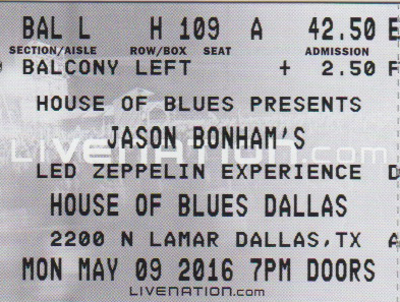 BAL L H 109 A 42.50 E
SECTION/AISLE ROW/BOX SEAT ADMISSION
BALCONY LEFT + 2.50 F
HOUSE OF BLUES PRESENTS
JASON BONHAM'S
LIVENATION.com
LED ZEPPELIN EXPERIENCE D
HOUSE OF BLUES DALLAS
2200 N LAMAR DALLAS,TX A
MON MAY 09 2016 7PM DOORS
LIVENATION.com